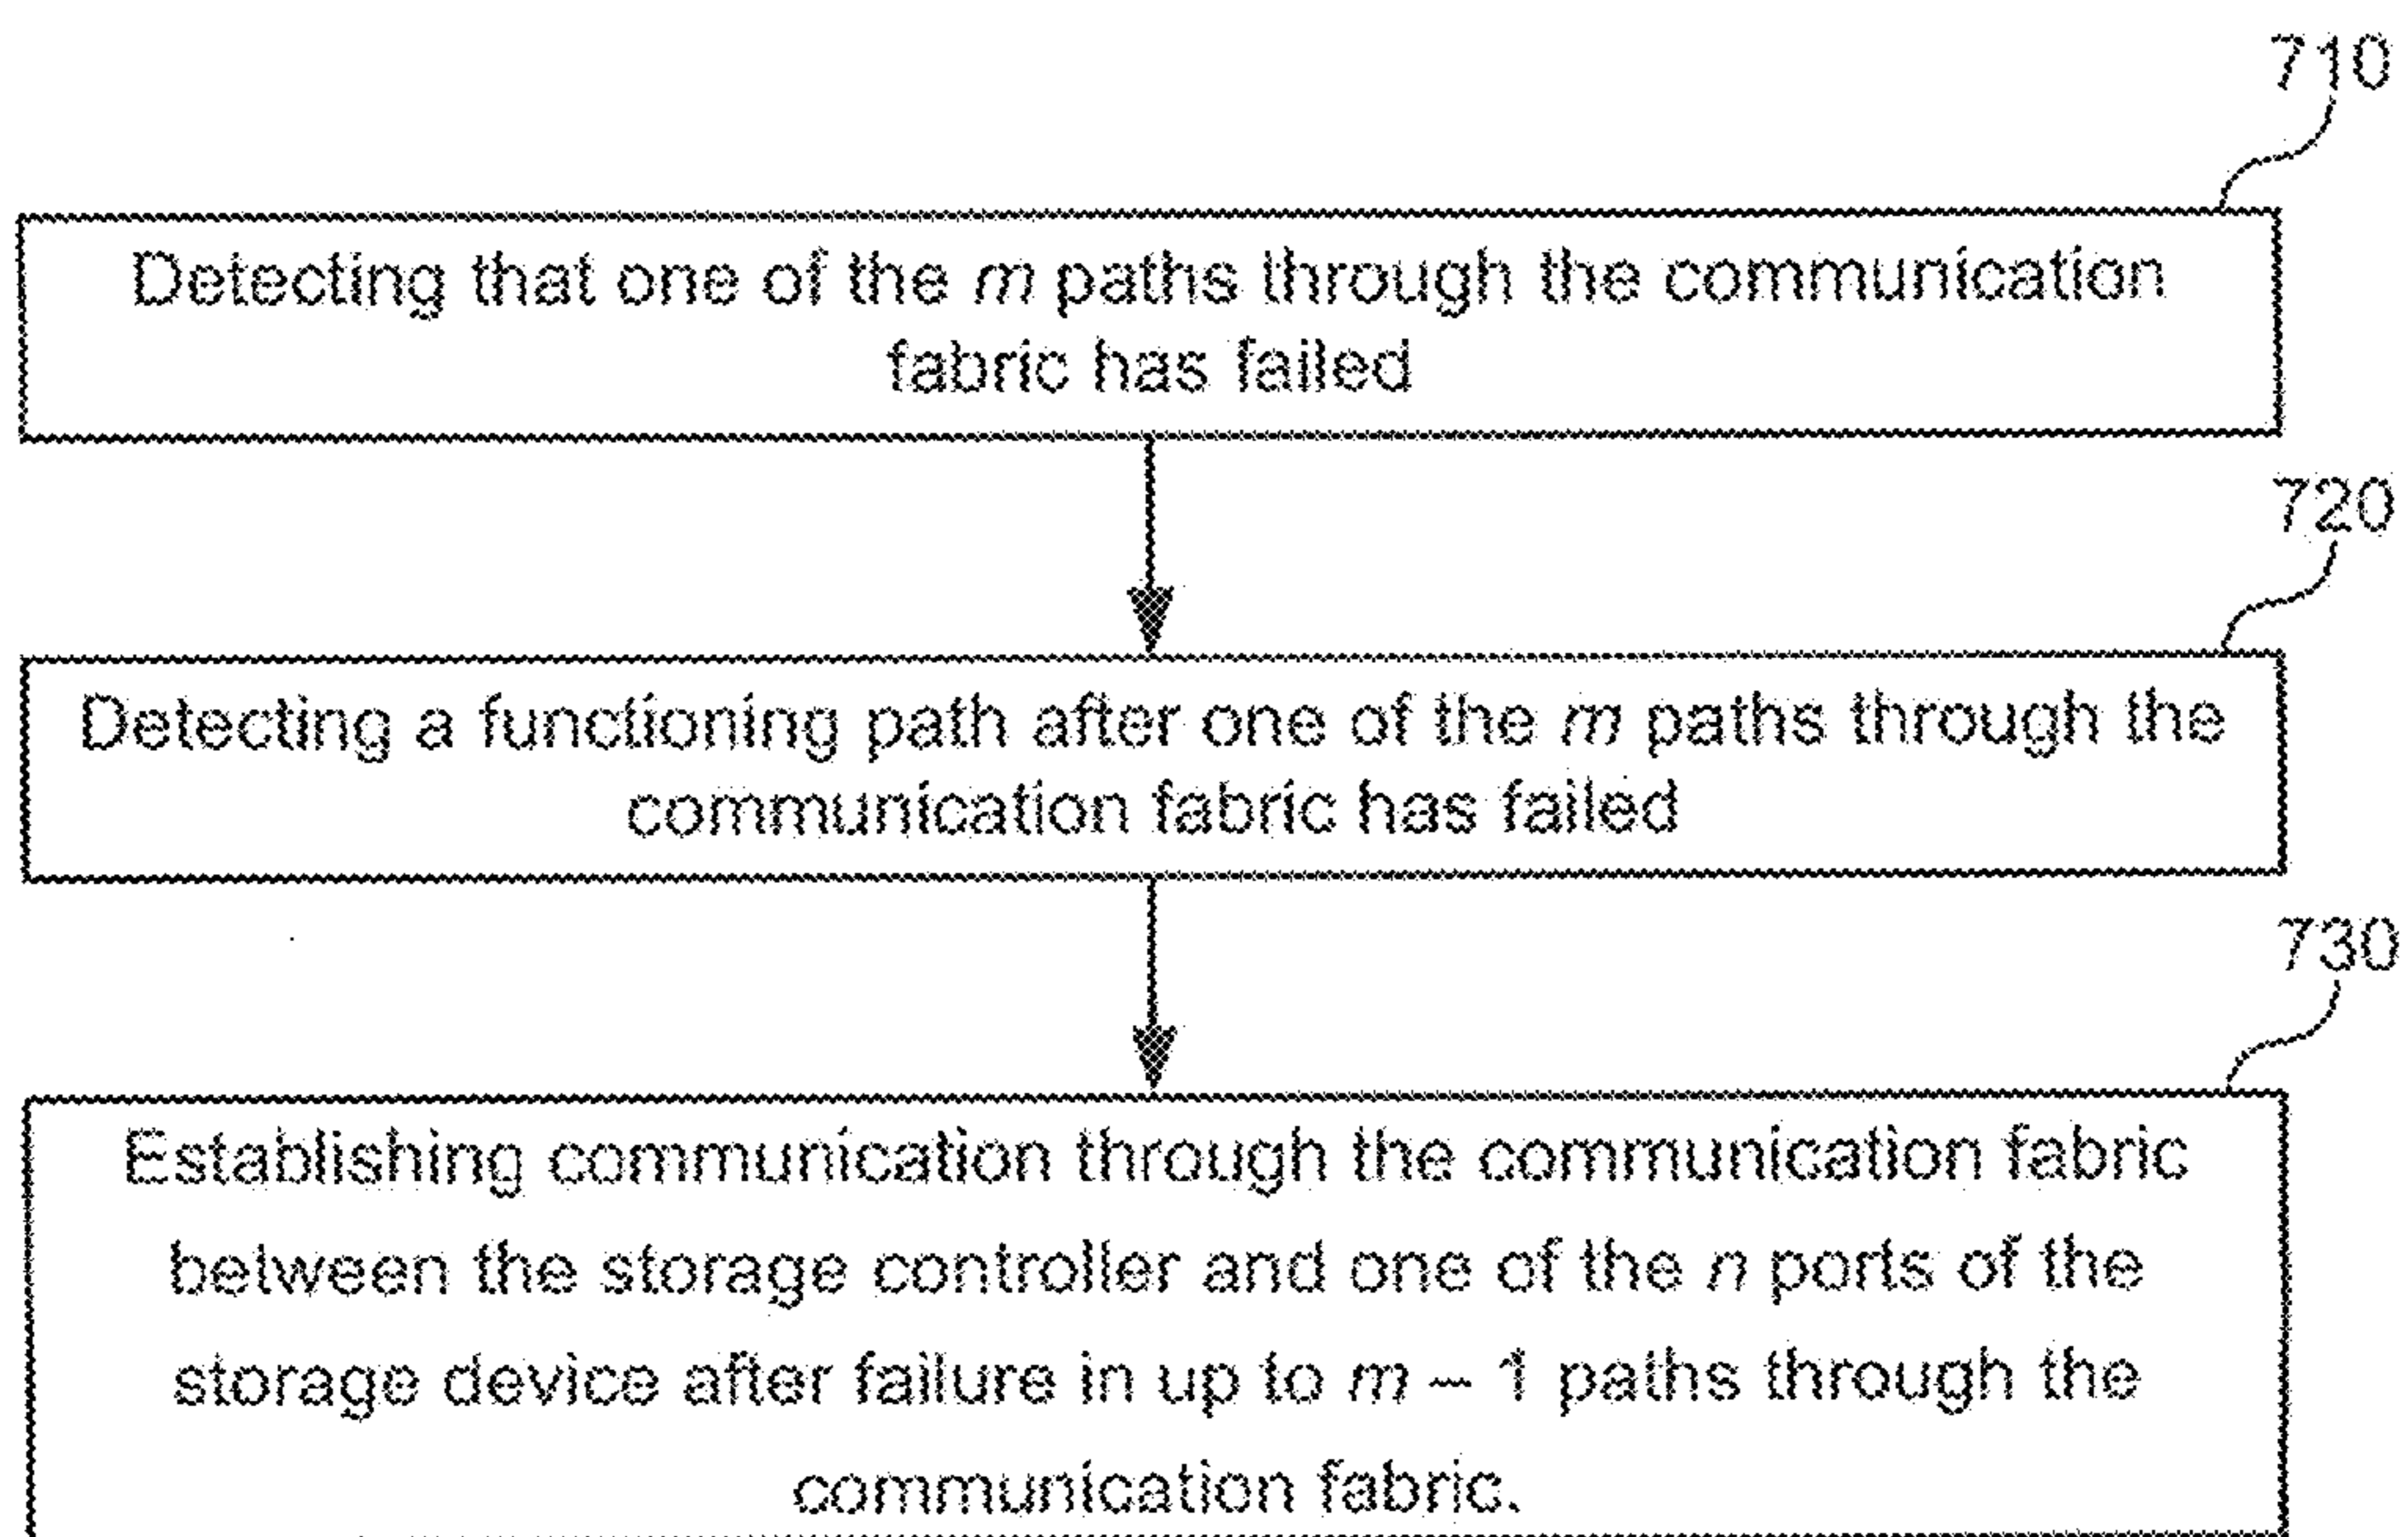 710
Detecting that one of the m paths through the communication
fabric has failed
720
Detecting a functioning path after one of the m paths through the
communication fabric has failed
730
Establishing communication through the communication fabric
between the storage controller and one of the n ports of the
storage device after failure in up to m – 1 paths through the
communication fabric.